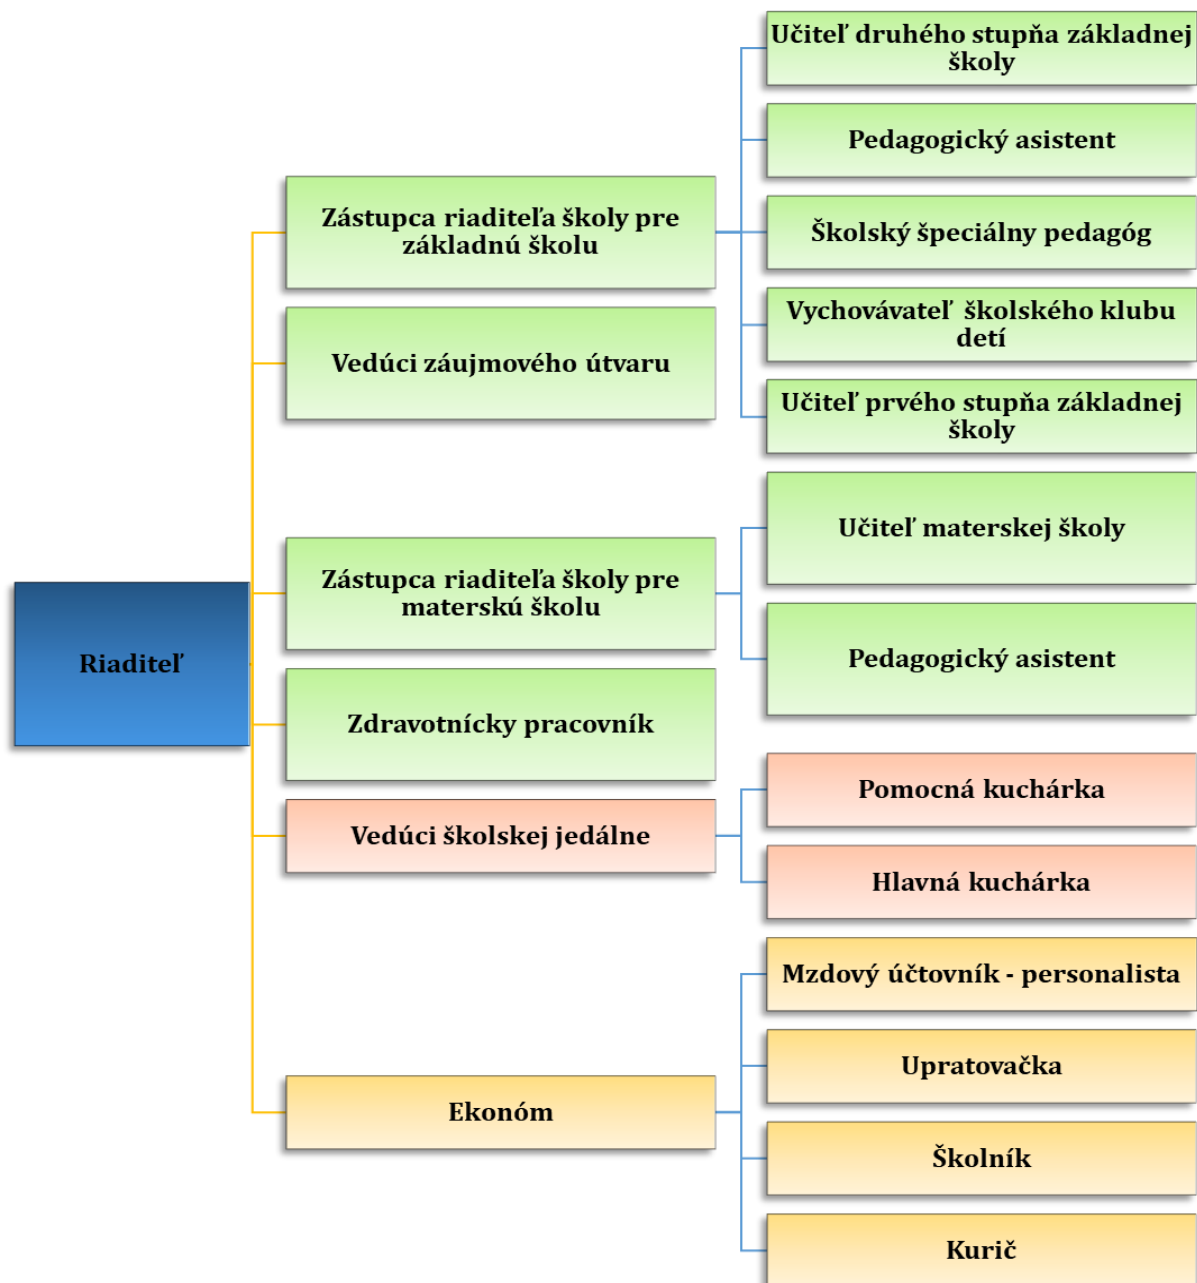 Riaditeľ
Zástupca riaditeľa školy pre
základnú školu
Učiteľ druhého stupňa základnej
školy
Pedagogický asistent
Školský špeciálny pedagóg
Vychovávateľ školského klubu
detí
Učiteľ prvého stupňa základnej
školy
Vedúci záujmového útvaru
Zástupca riaditeľa školy pre
materskú školu
Učiteľ materskej školy
Pedagogický asistent
Zdravotnícky pracovník
Vedúci školskej jedálne
Pomocná kuchárka
Hlavná kuchárka
Ekonóm
Mzdový účtovník - personalista
Upratovačka
Školník
Kurič